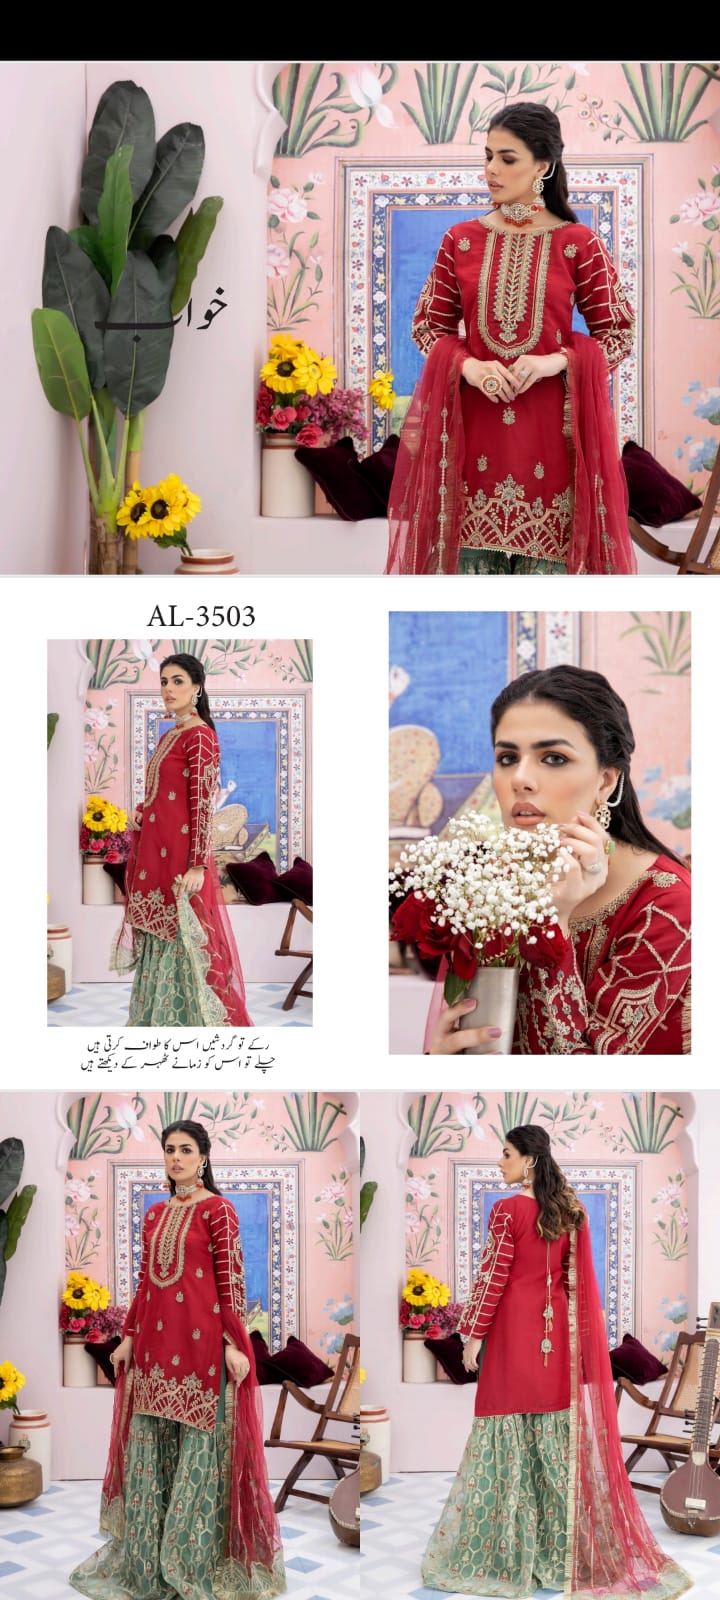 خواب
AL-3503
رکے تو گردشیں اس کا طواف کرتی ہیں
چلے تو اس کو زمانے ٹھہر کے دیکھتے ہیں